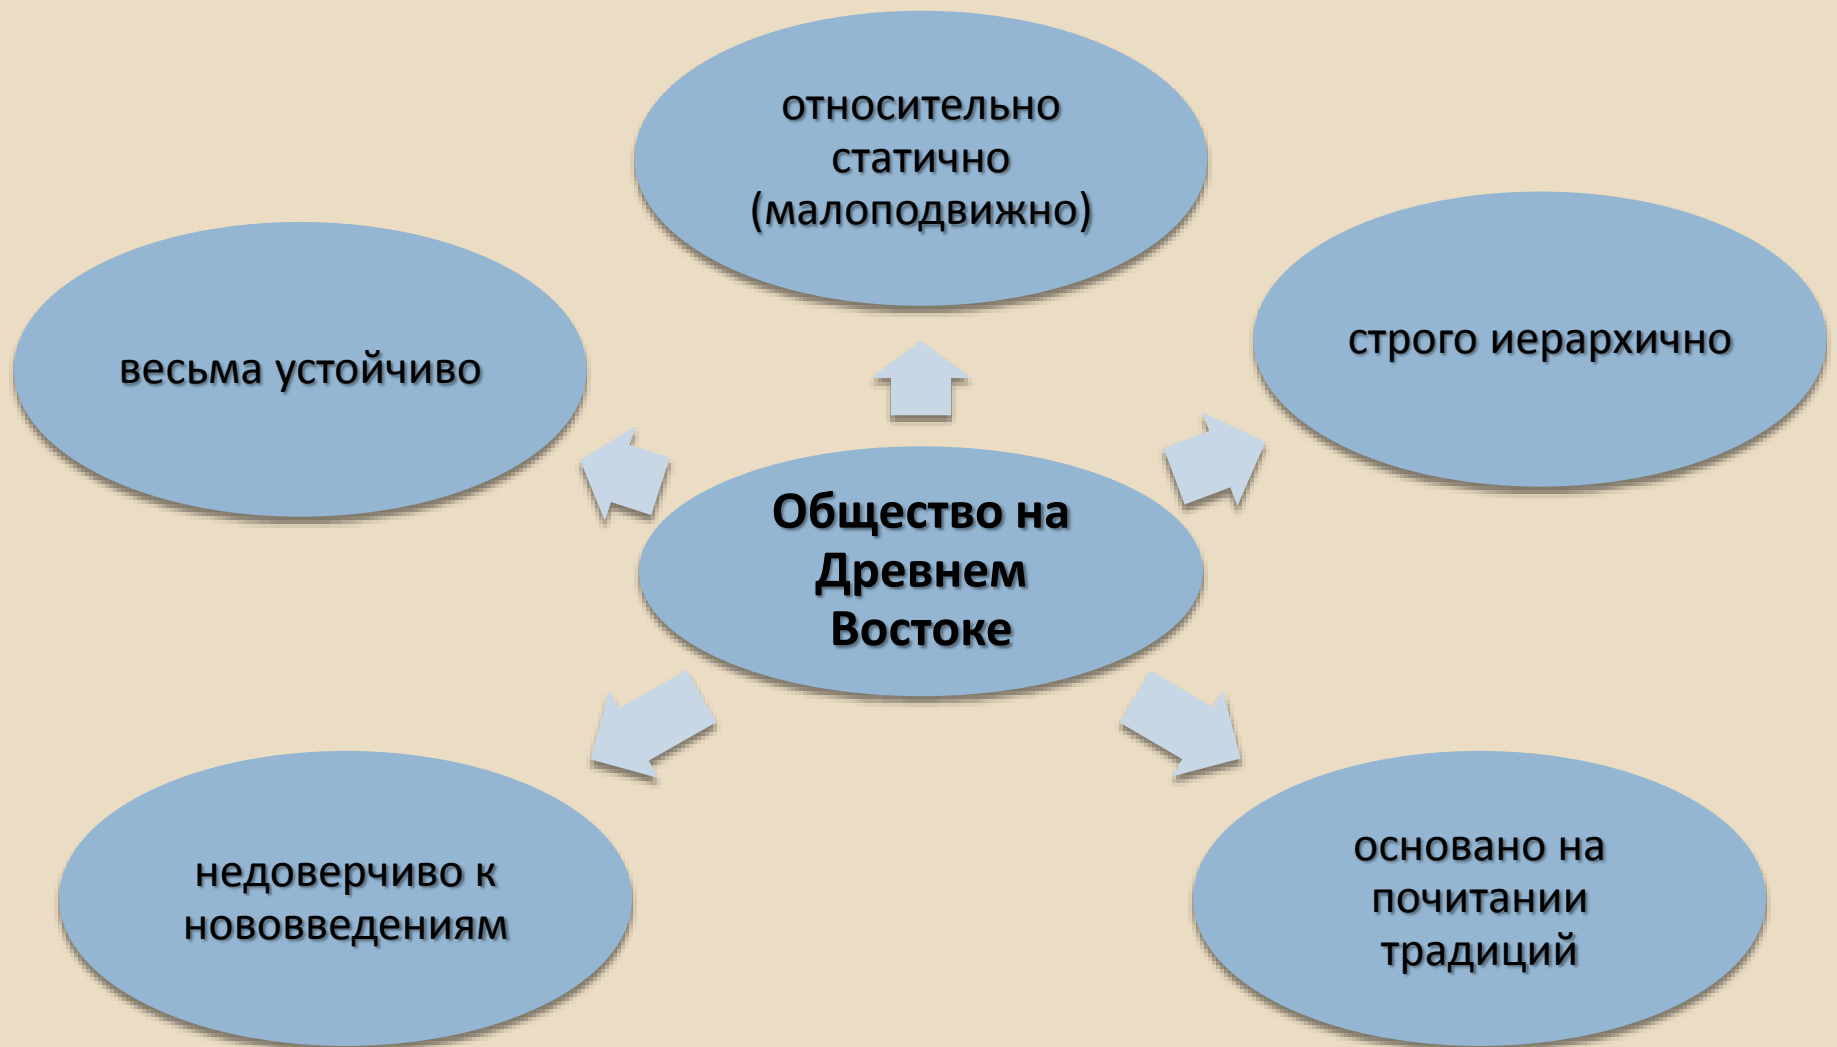 относительно
статично
(малоподвижно)
строго иерархично
весьма устойчиво
Общество на
Древнем
Востоке
недоверчиво к
нововведениям
основано на
почитании
традиций